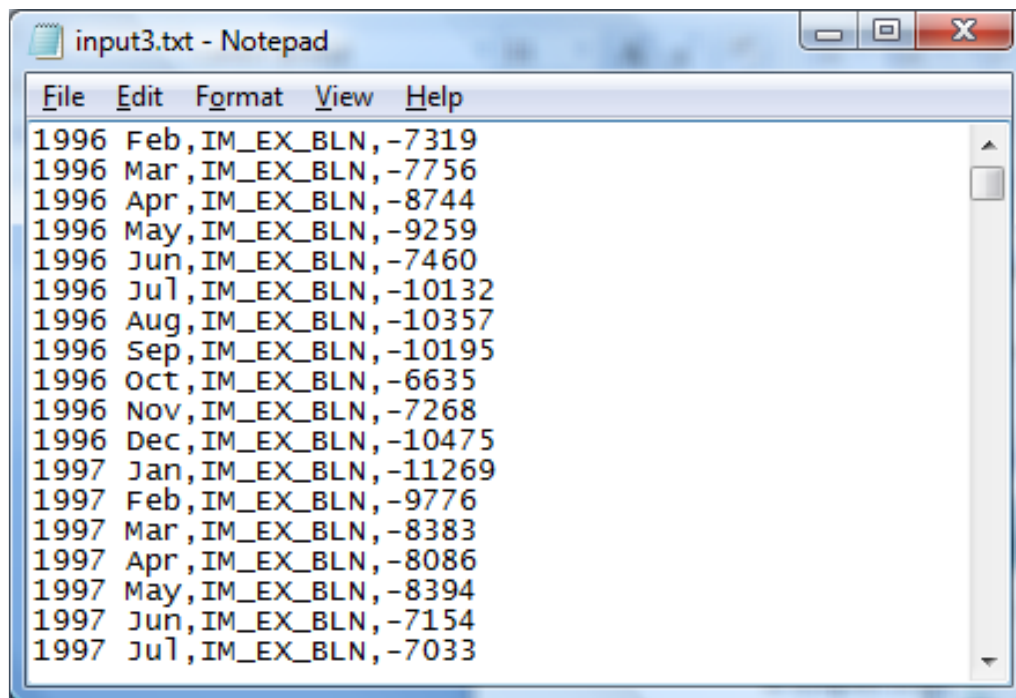 input3.txt - Notepad
File Edit Format View Help
1996 Feb,IM_EX_BLN,-7319
1996 Mar,IM_EX_BLN,-7756
1996 Apr,IM_EX_BLN,-8744
1996 May,IM_EX_BLN,-9259
1996 Jun,IM_EX_BLN,-7460
1996 Jul,IM_EX_BLN,-10132
1996 Aug,IM_EX_BLN,-10357
1996 Sep,IM_EX_BLN,-10195
1996 Oct,IM_EX_BLN,-6635
1996 Nov,IM_EX_BLN,-7268
1996 Dec,IM_EX_BLN,-10475
1997 Jan,IM_EX_BLN,-11269
1997 Feb,IM_EX_BLN,-9776
1997 Mar,IM_EX_BLN,-8383
1997 Apr,IM_EX_BLN,-8086
1997 May,IM_EX_BLN,-8394
1997 Jun,IM_EX_BLN,-7154
1997 Jul,IM_EX_BLN,-7033